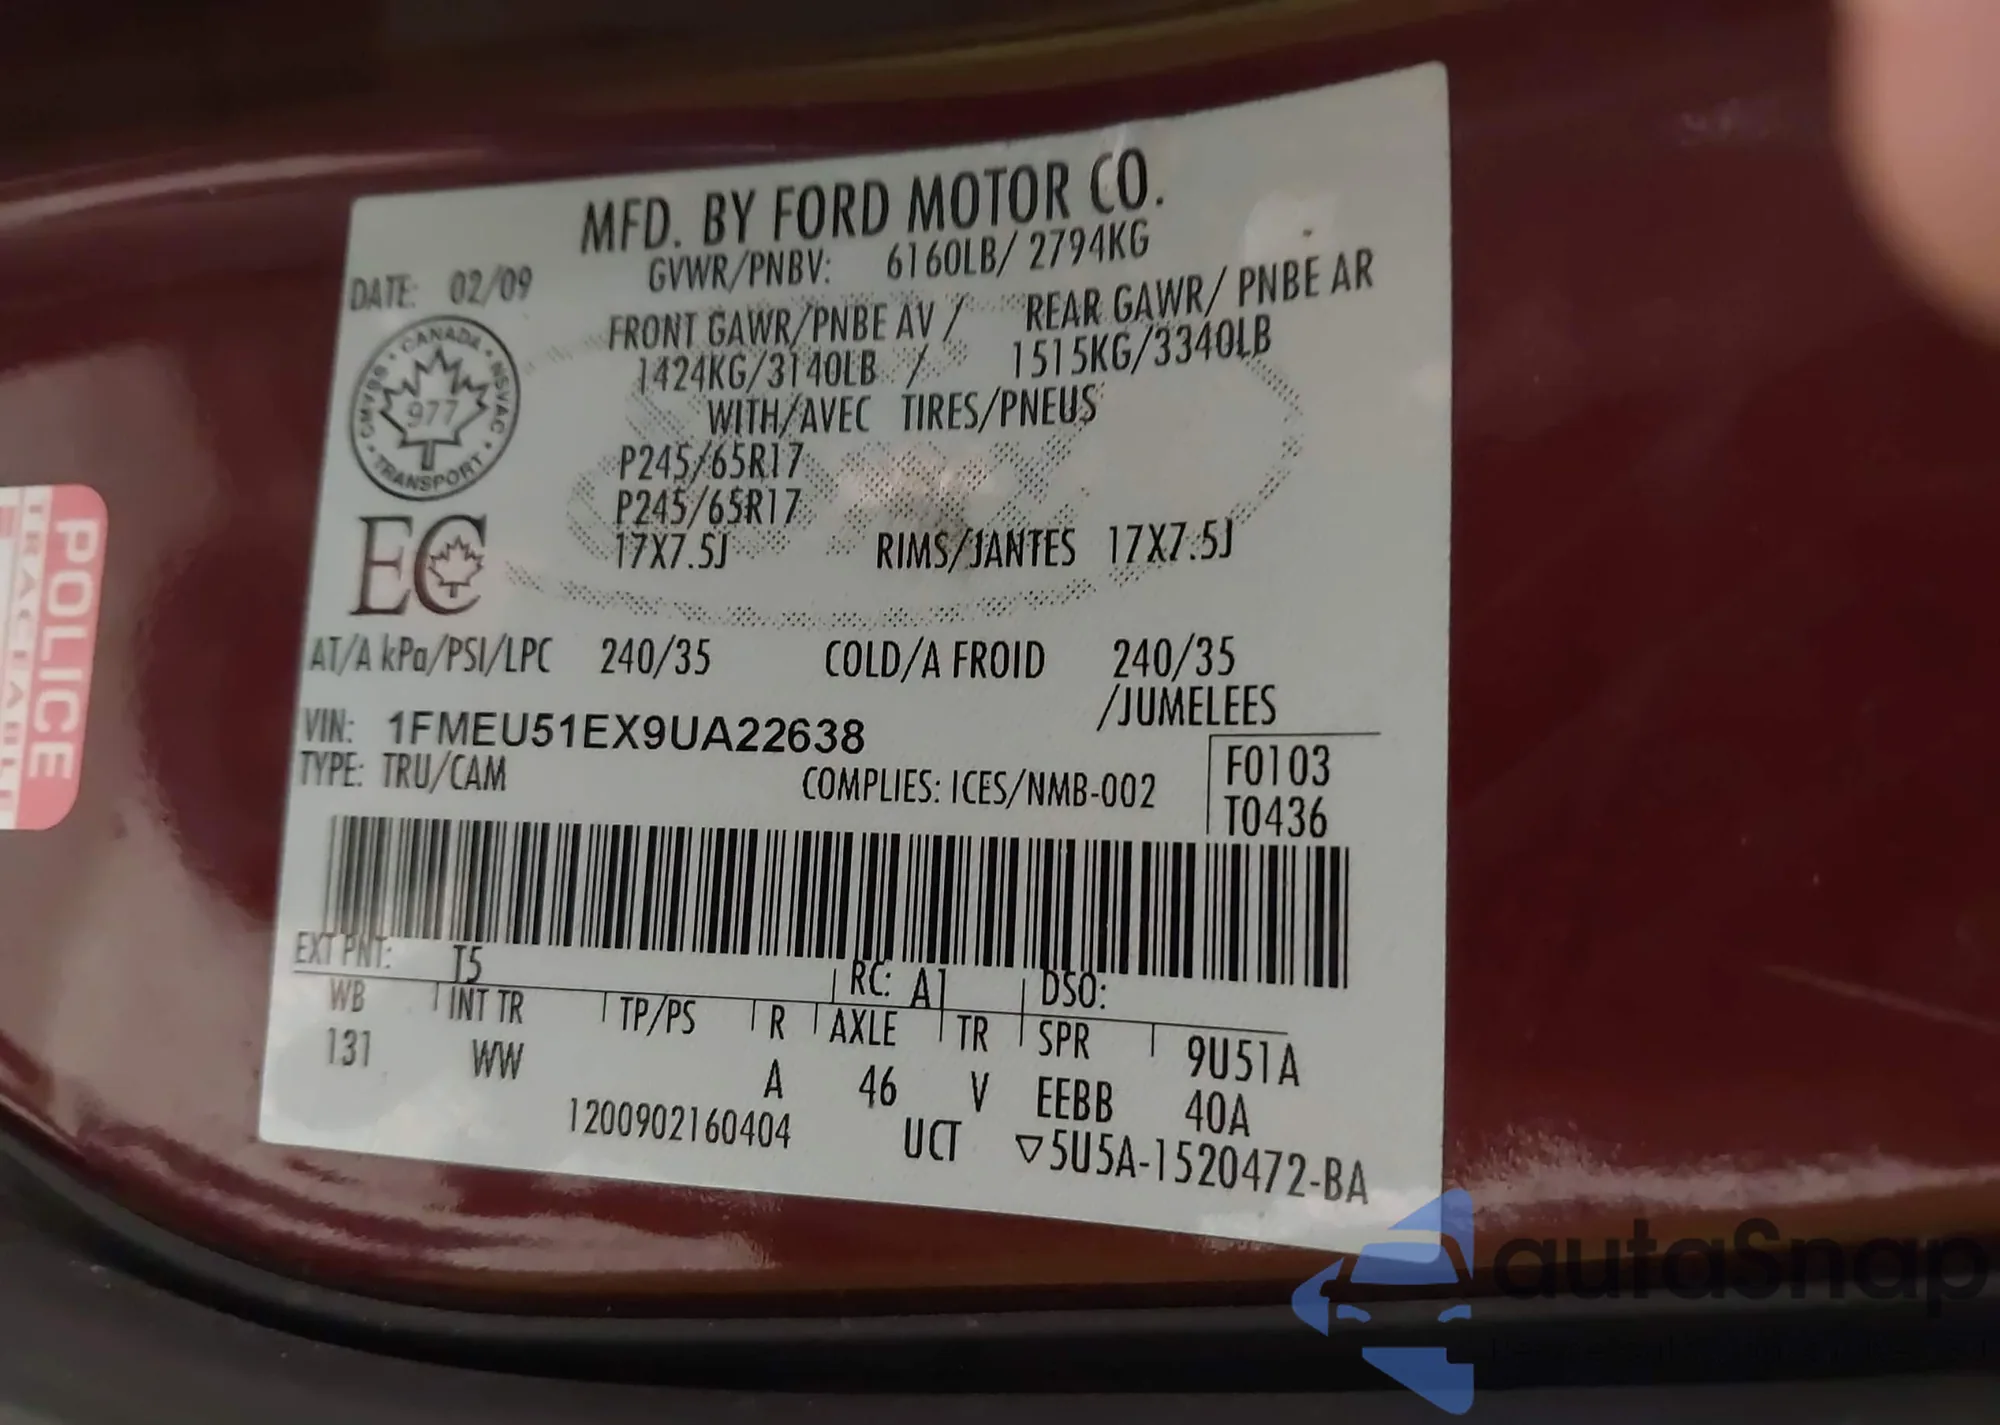 MFD. BY FORD MOTOR CO.
DATE: 02/09
GVWR/PNBV: 6160LB/ 2794KG
FRONT GAWR/PNBE AV / REAR GAWR/ PNBE AR
1424KG/3140LB / 1515KG/3340LB
WITH/AVEC TIRES/PNEUS
P245/65R17
P245/65R17
17X7.5J RIMS/JANTES 17X7.5J
CANADA • NSVAC • TRANSPORT • CMVSS •
977
EC
AT/A kPa/PSI/LPC 240/35 COLD/A FROID 240/35
/JUMELEES
VIN: 1FMEU51EX9UA22638
TYPE: TRU/CAM
COMPLIES: ICES/NMB-002
F0103
T0436
EXT PNT: T5 RC: A1 DSO:
WB INT TR TP/PS R AXLE TR SPR 9U51A
131 WW A 46 V EEBB 40A
1200902160404 UCT ▽5U5A-1520472-BA
POLICE
TRACEABLE
autaSnap